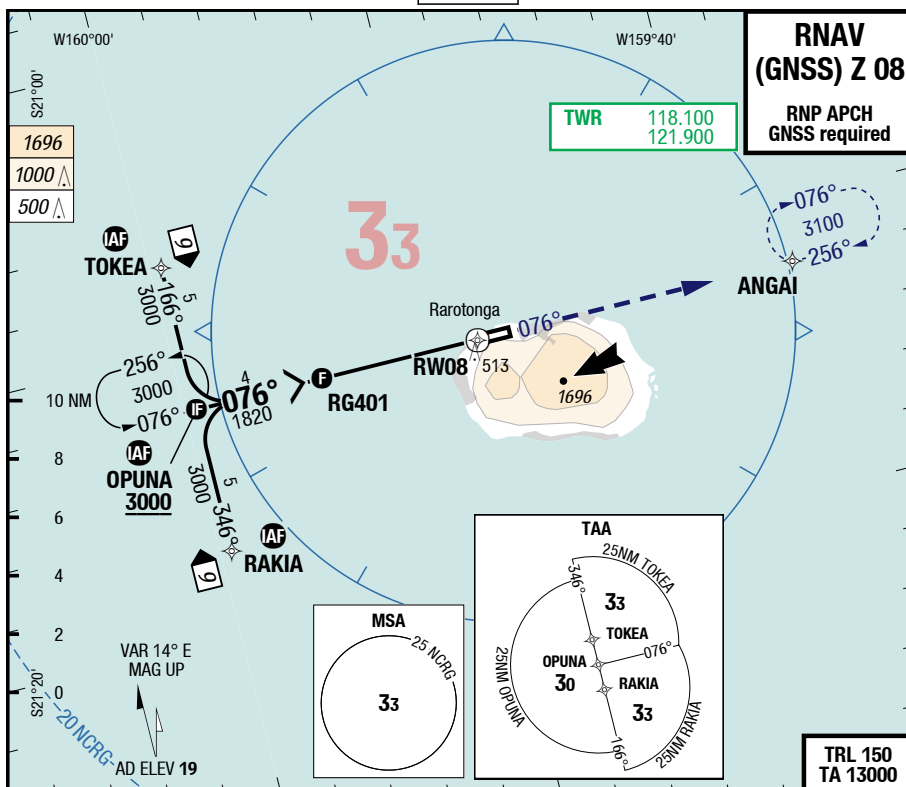 W160°00'
W159°40'
RNAV
(GNSS) Z 08
RNP APCH
GNSS required
S21°00'
TWR 118.100
121.900
1696
1000
500
33
076°
3100
256°
ANGAI
IAF
TOKEA
9
166°
5
3000
Rarotonga
076°
RW08
513
1696
256°
3000
076°
10 NM
IF
4
076°
1820
F
RG401
IAF
OPUNA
3000
5
3000
346°
IAF
RAKIA
9
8
6
4
2
0
S21°20'
VAR 14° E
MAG UP
20 NCRG
AD ELEV 19
MSA
25 NCRG
33
TAA
25NM TOKEA
346°
33
TOKEA
OPUNA
076°
30
RAKIA
33
25NM OPUNA
166°
25NM RAKIA
TRL 150
TA 13000